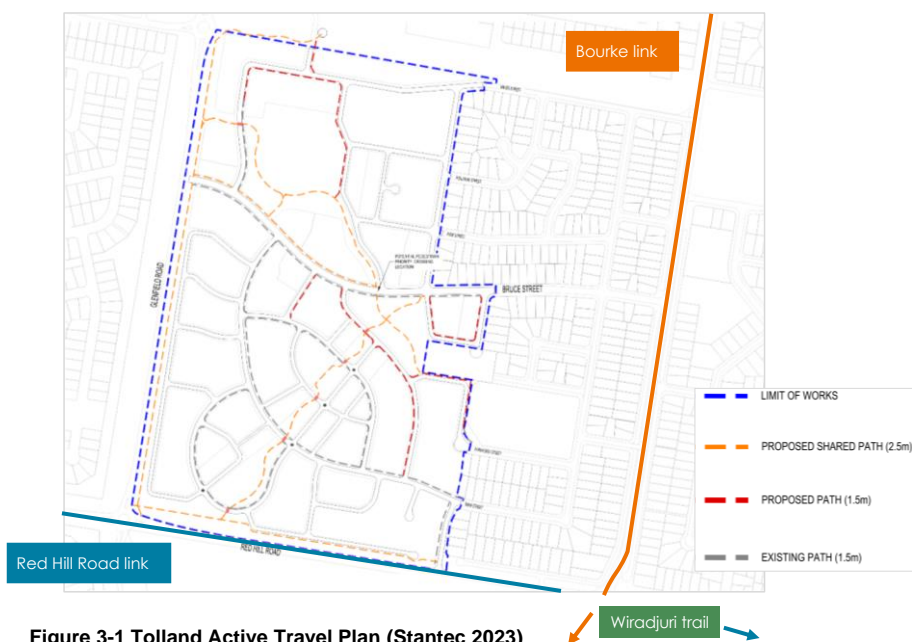 Bourke link
BRUCE STREET
GLENFIELD ROAD
LIMIT OF WORKS
PROPOSED SHARED PATH (2.5m)
PROPOSED PATH (1.5m)
EXISTING PATH (1.5m)
RED HILL ROAD
Red Hill Road link
Wiradjuri trail
Figure 3-1 Tolland Active Travel Plan (Stantec 2023)